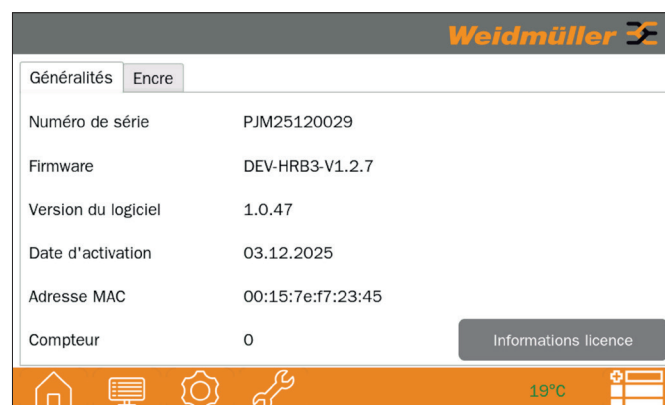 Weidmüller
Généralités Encre
Numéro de série PJM25120029
Firmware DEV-HRB3-V1.2.7
Version du logiciel 1.0.47
Date d'activation 03.12.2025
Adresse MAC 00:15:7e:f7:23:45
Compteur 0 Informations licence
19°C